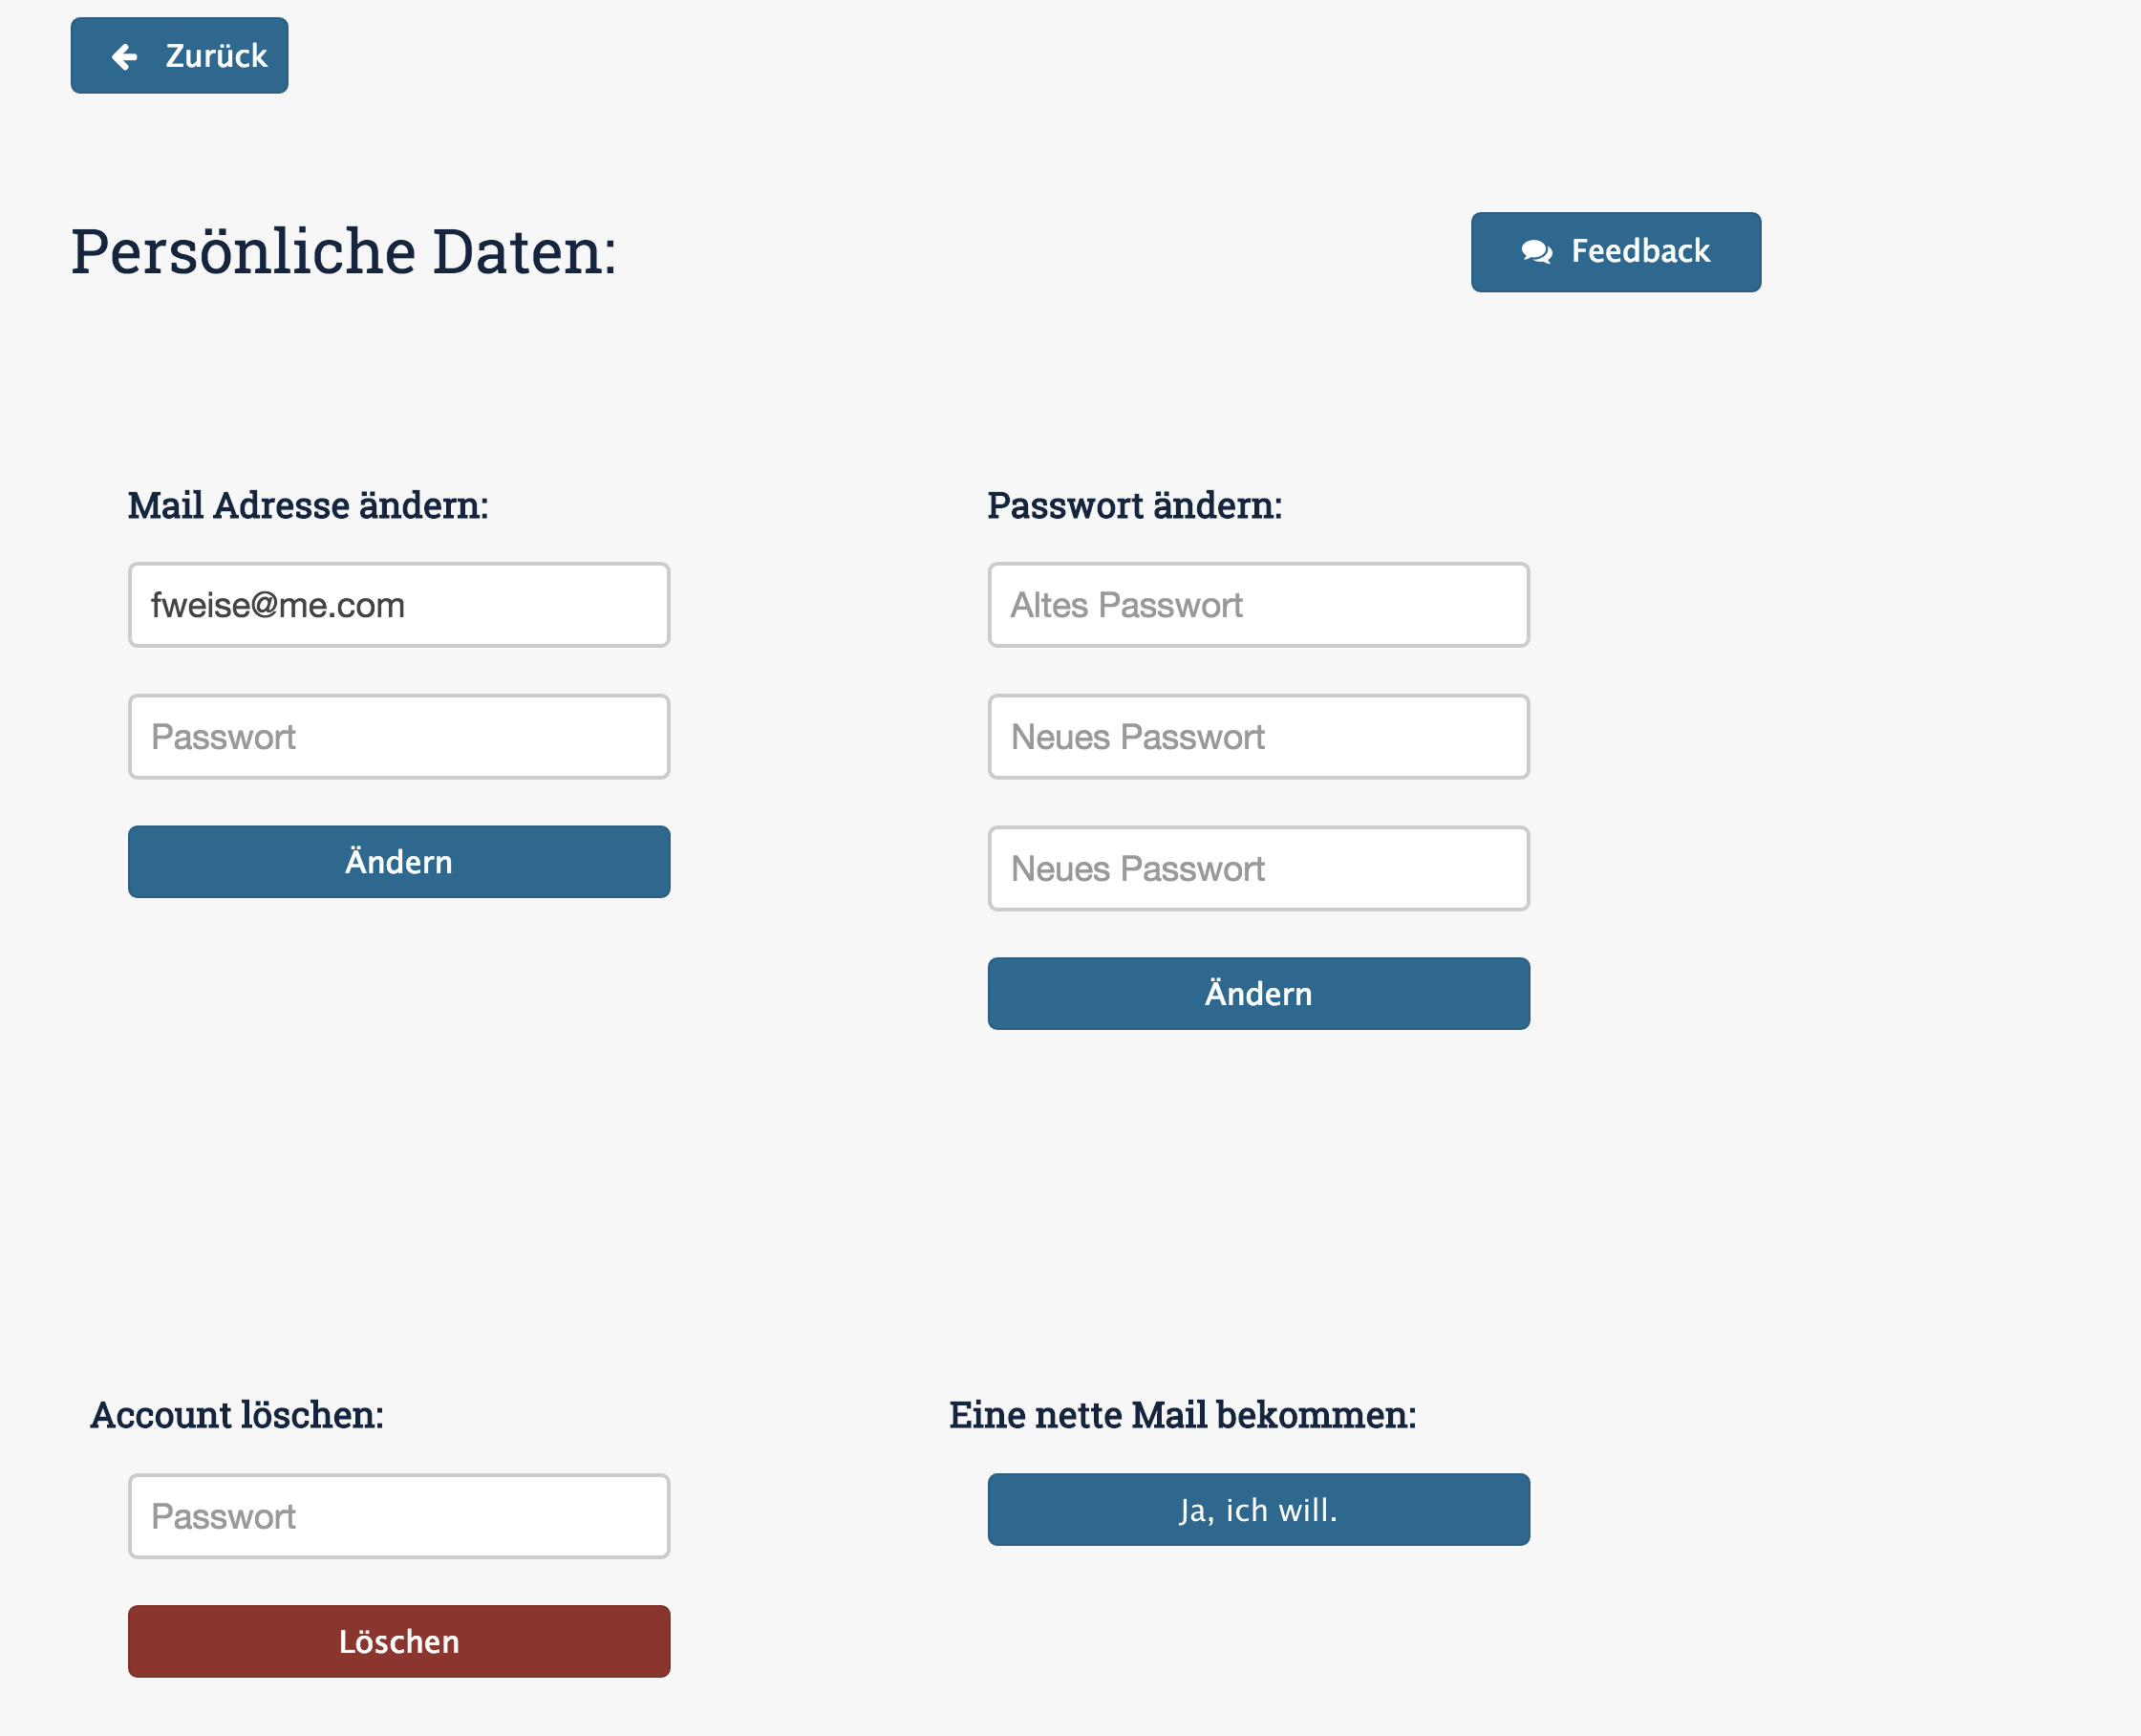 Zurück
Persönliche Daten:
Feedback
Mail Adresse ändern:
fweise@me.com
Passwort
Ändern
Passwort ändern:
Altes Passwort
Neues Passwort
Neues Passwort
Ändern
Account löschen:
Passwort
Löschen
Eine nette Mail bekommen:
Ja, ich will.